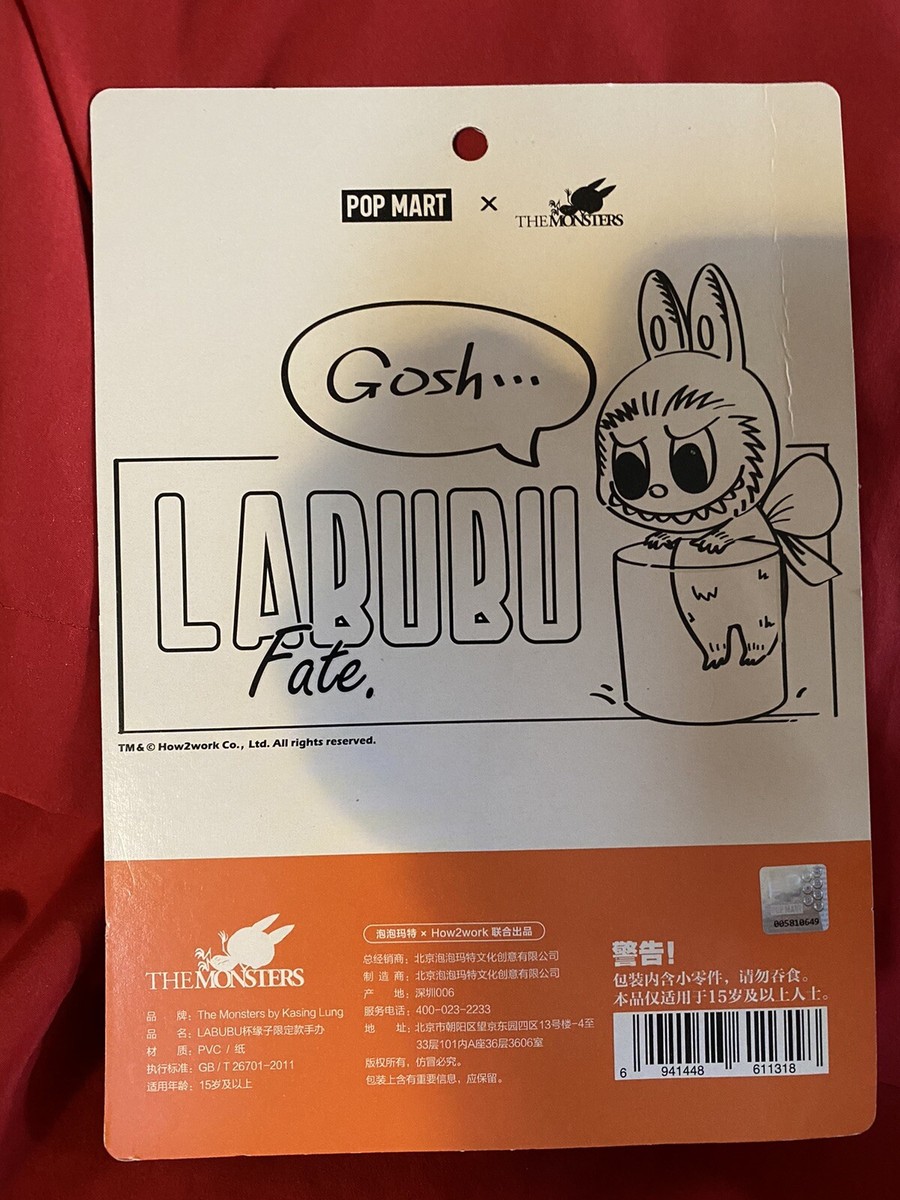 POP MART × THE MONSTERS
Gosh...
LABUBU
Fate.
TM & © How2work Co., Ltd. All rights reserved.
THE MONSTERS
品 牌：The Monsters by Kasing Lung
品 名：LABUBU杯缘子限定款手办
材 质：PVC / 纸
执行标准：GB / T 26701-2011
适用年龄：15岁及以上
泡泡玛特 × How2work 联合出品
总经销商：北京泡泡玛特文化创意有限公司
制 造 商：北京泡泡玛特文化创意有限公司
产 地：深圳006
服务电话：400-023-2233
地 址：北京市朝阳区望京东园四区13号楼-4至
33层101内A座36层3606室
版权所有，仿冒必究。
包装上含有重要信息，应保留。
POP MART
005810649
警告!
包装内含小零件，请勿吞食。
本品仅适用于15岁及以上人士。
6 941448 611318